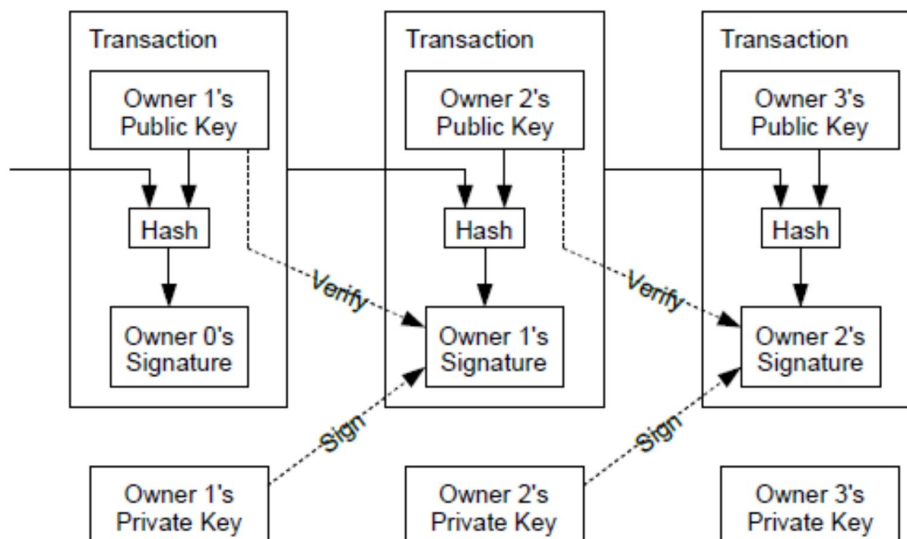 Transaction
Transaction
Transaction
Owner 1's
Public Key
Owner 2's
Public Key
Owner 3's
Public Key
Hash
Hash
Hash
Verify
Verify
Owner 0's
Signature
Owner 1's
Signature
Owner 2's
Signature
Sign
Sign
Owner 1's
Private Key
Owner 2's
Private Key
Owner 3's
Private Key